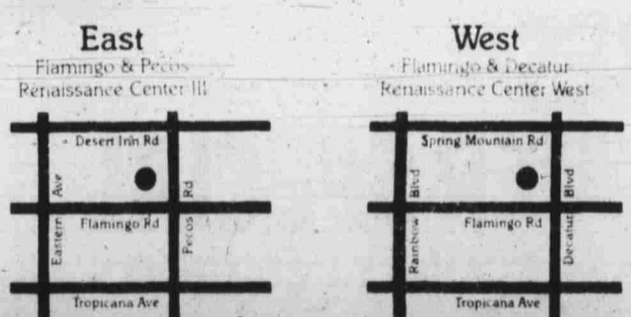 East
Flamingo & Pecos
Renaissance Center III
Desert Inn Rd
Eastern Ave
Pecos Rd
Flamingo Rd
Tropicana Ave
West
Flamingo & Decatur
Renaissance Center West
Spring Mountain Rd
Rainbow Blvd
Decatur Blvd
Flamingo Rd
Tropicana Ave